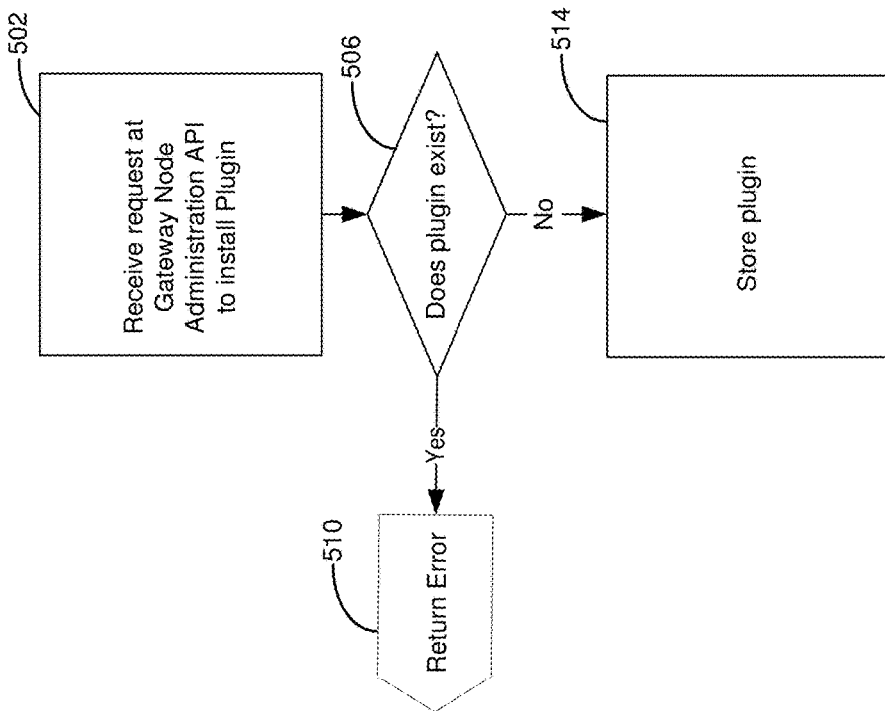 502
Receive request at
Gateway Node
Administration API
to install Plugin
506
Does plugin exist?
Yes
510
Return Error
No
514
Store plugin